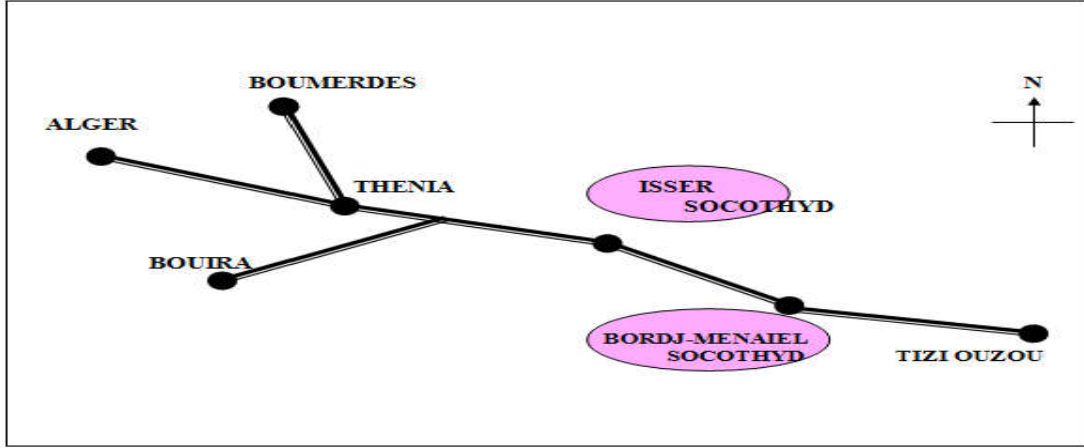 BOUMERDES
N
ALGER
THENIA
ISSER
SOCOTHYD
BOUIRA
BORDJ-MENAIEL
SOCOTHYD
TIZI OUZOU